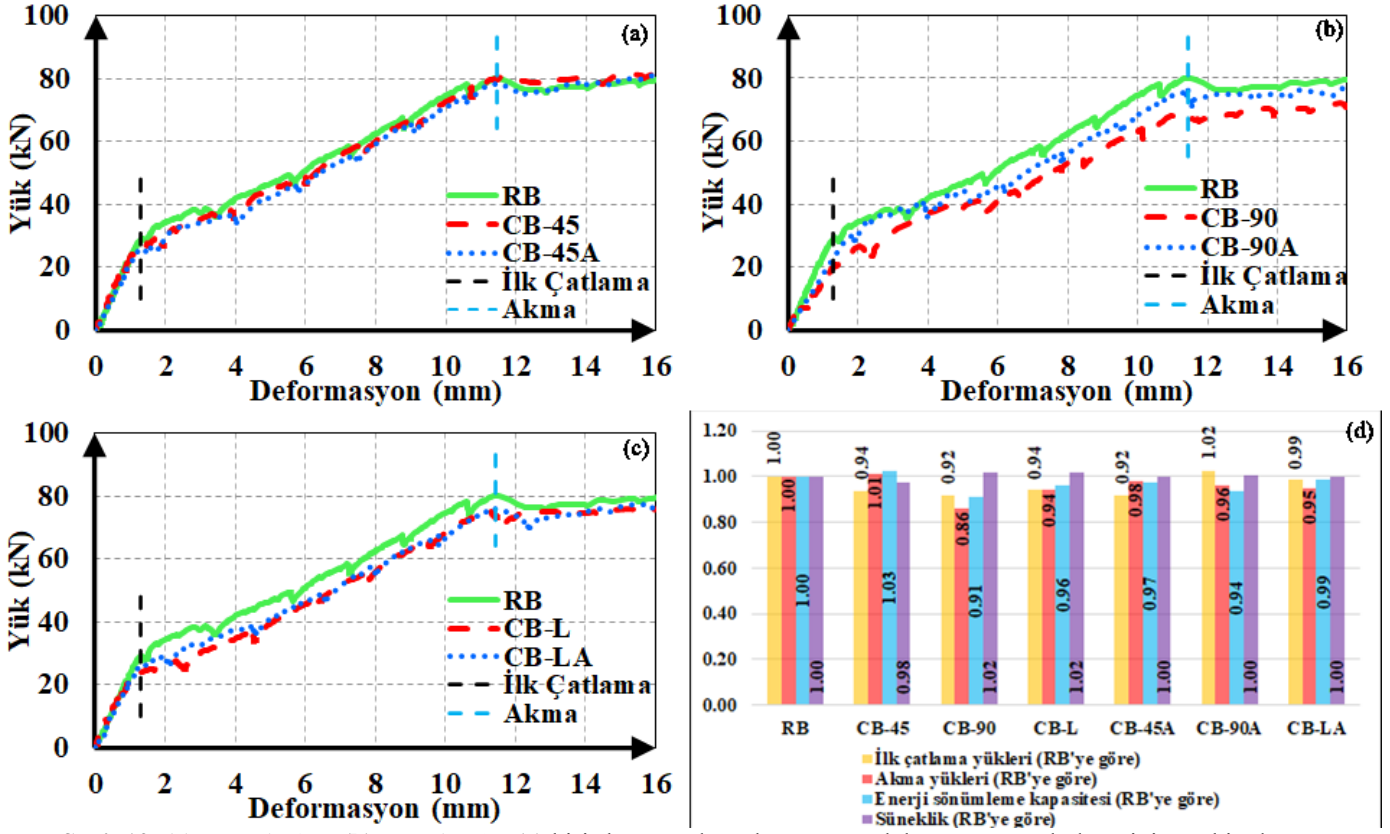 (a)
Yük (kN)
100
80
60
40
20
0
RB
CB-45
CB-45A
İlk Çatlama
Akma
0 2 4 6 8 10 12 14 16
Deformasyon (mm)
(b)
Yük (kN)
100
80
60
40
20
0
RB
CB-90
CB-90A
İlk Çatlama
Akma
0 2 4 6 8 10 12 14 16
Deformasyon (mm)
(c)
Yük (kN)
100
80
60
40
20
0
RB
CB-L
CB-LA
İlk Çatlama
Akma
0 2 4 6 8 10 12 14 16
Deformasyon (mm)
(d)
1.20
1.00
0.80
0.60
0.40
0.20
0.00
1.00 1.00 1.00 1.00
0.94 1.01 1.03 0.98
0.92 0.86 0.91 1.02
0.94 0.94 0.96 1.02
0.92 0.98 0.97 1.00
1.02 0.96 0.94 1.00
0.99 0.95 0.99 1.00
RB CB-45 CB-90 CB-L CB-45A CB-90A CB-LA
İlk çatlama yükleri (RB'ye göre)
Akma yükleri (RB'ye göre)
Enerji sönümleme kapasitesi (RB'ye göre)
Süneklik (RB'ye göre)